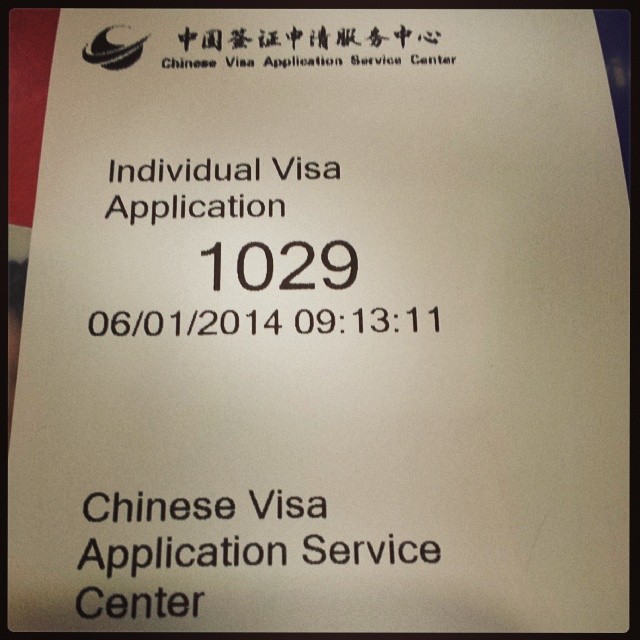 中国签证申请服务中心
Chinese Visa Application Service Center
Individual Visa
Application
1029
06/01/2014 09:13:11
Chinese Visa
Application Service
Center